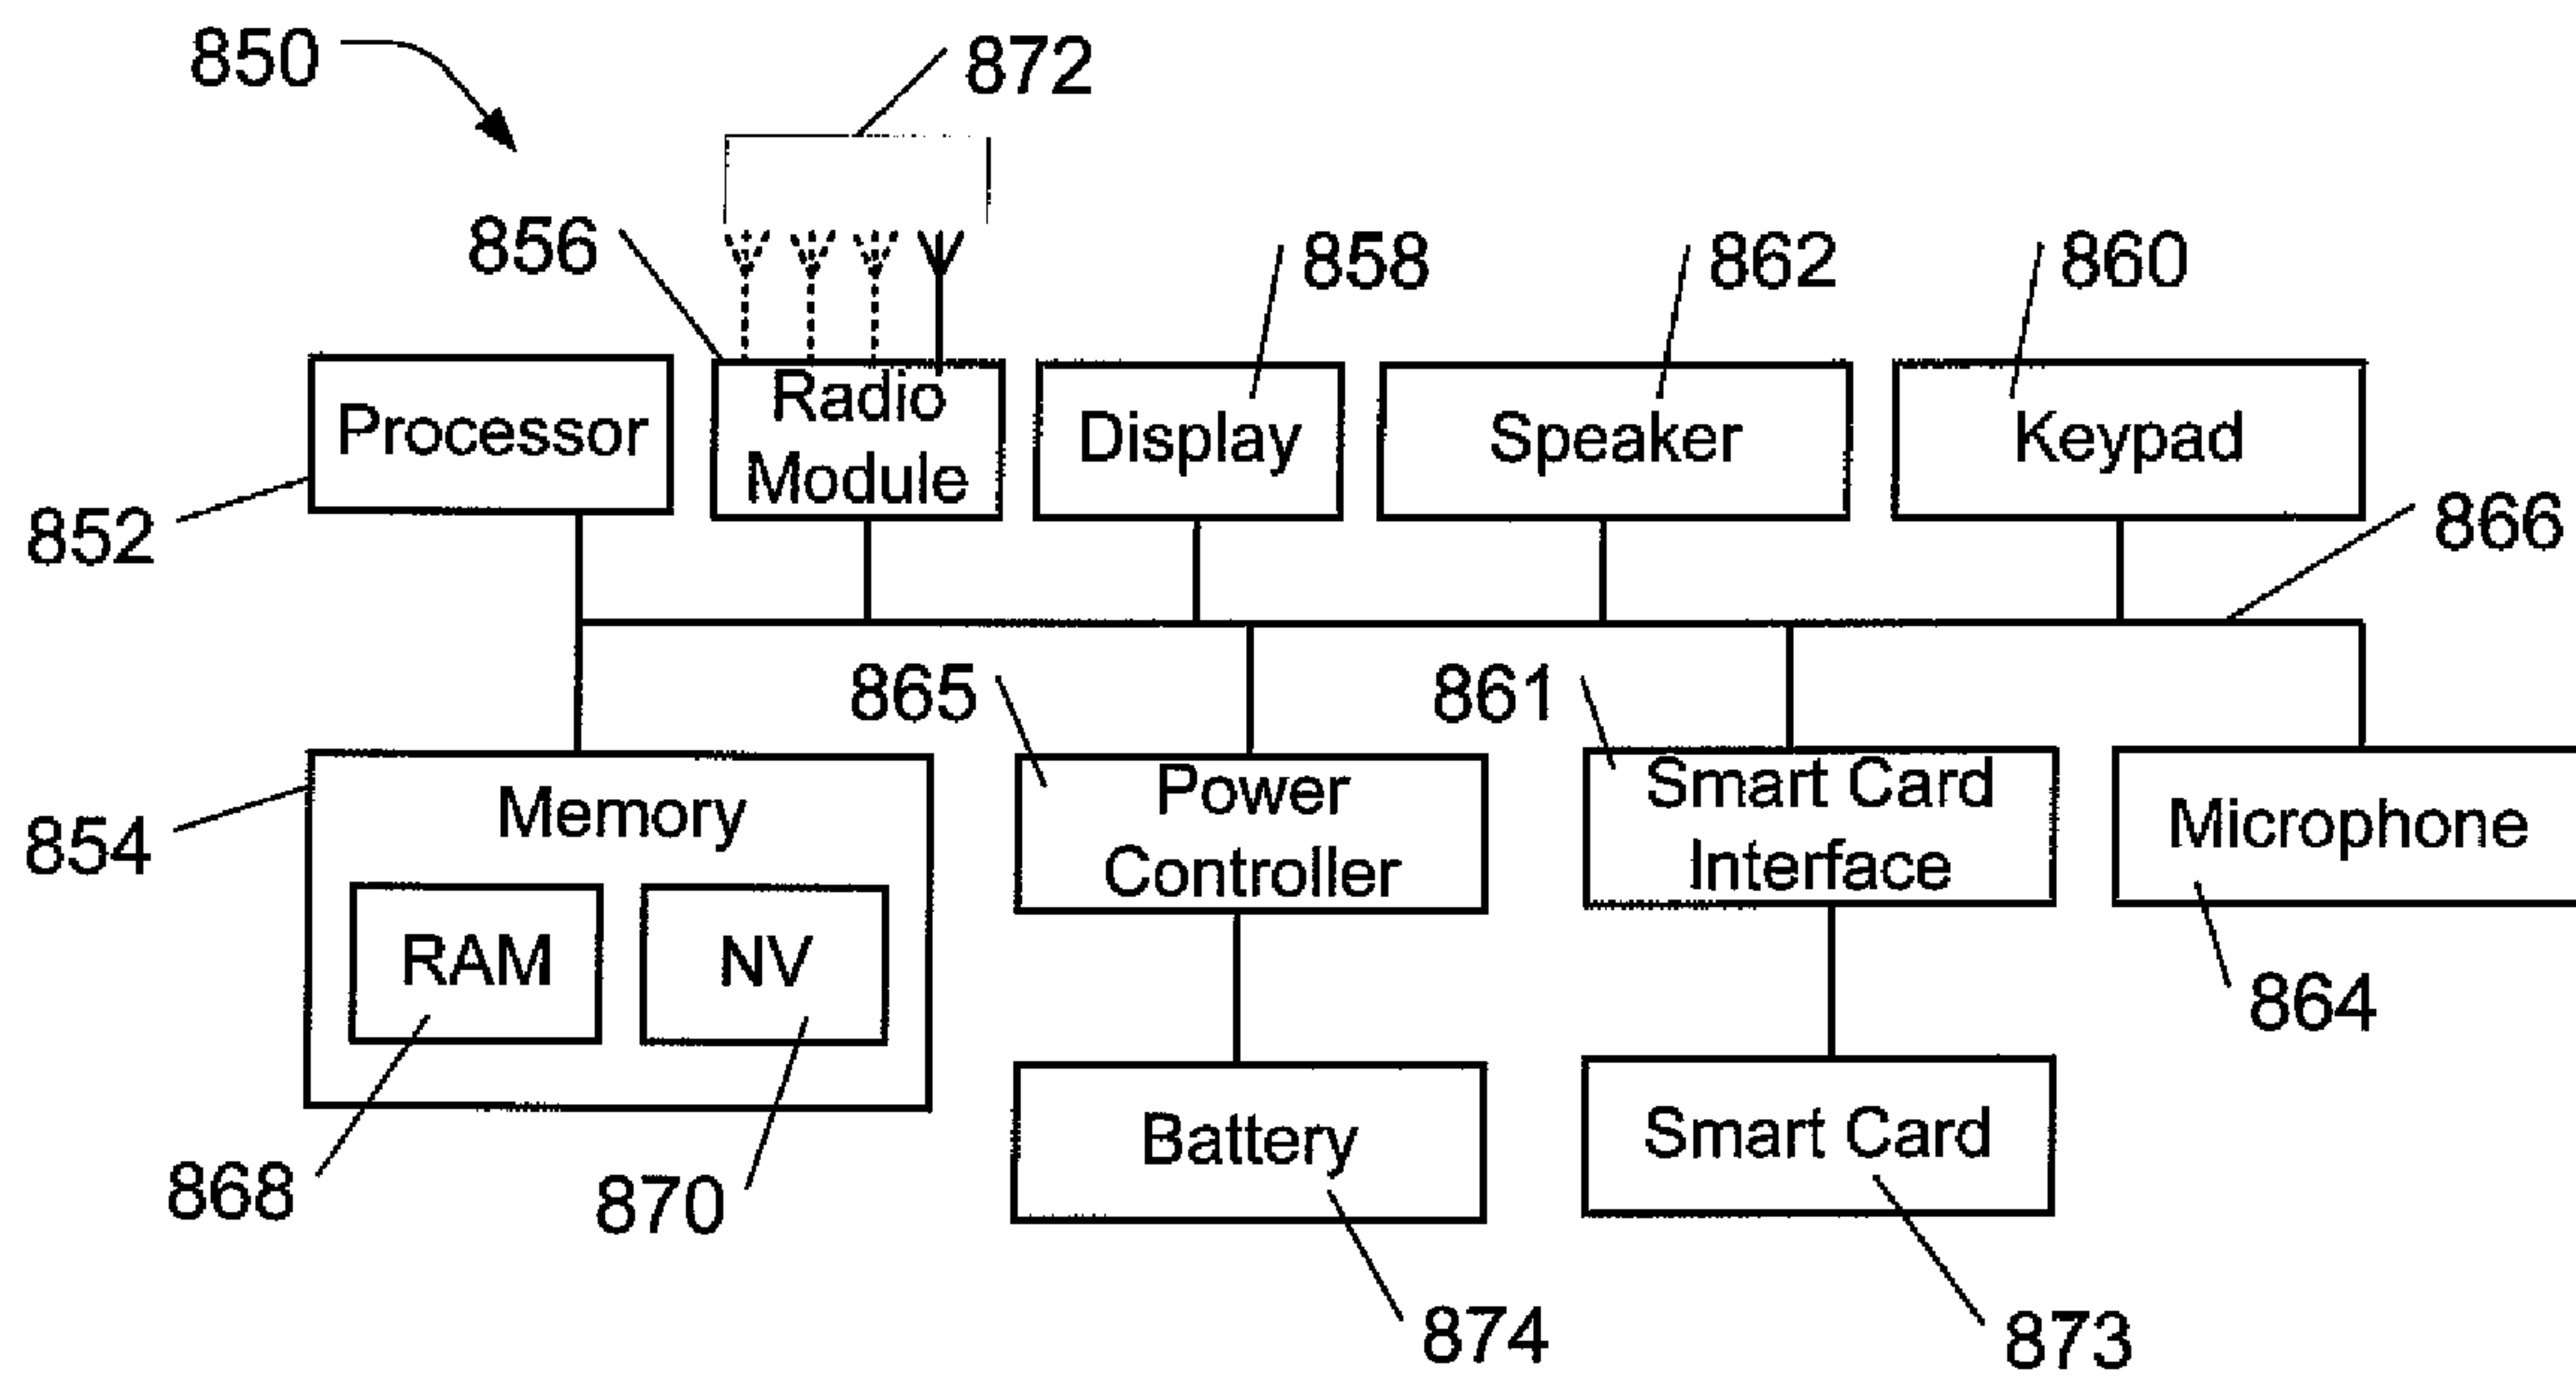 850
872
856
858
862
860
Processor
Radio
Module
Display
Speaker
Keypad
852
866
865
861
Memory
Power
Controller
Smart Card
Interface
Microphone
854
RAM
NV
864
868
870
Battery
Smart Card
874
873